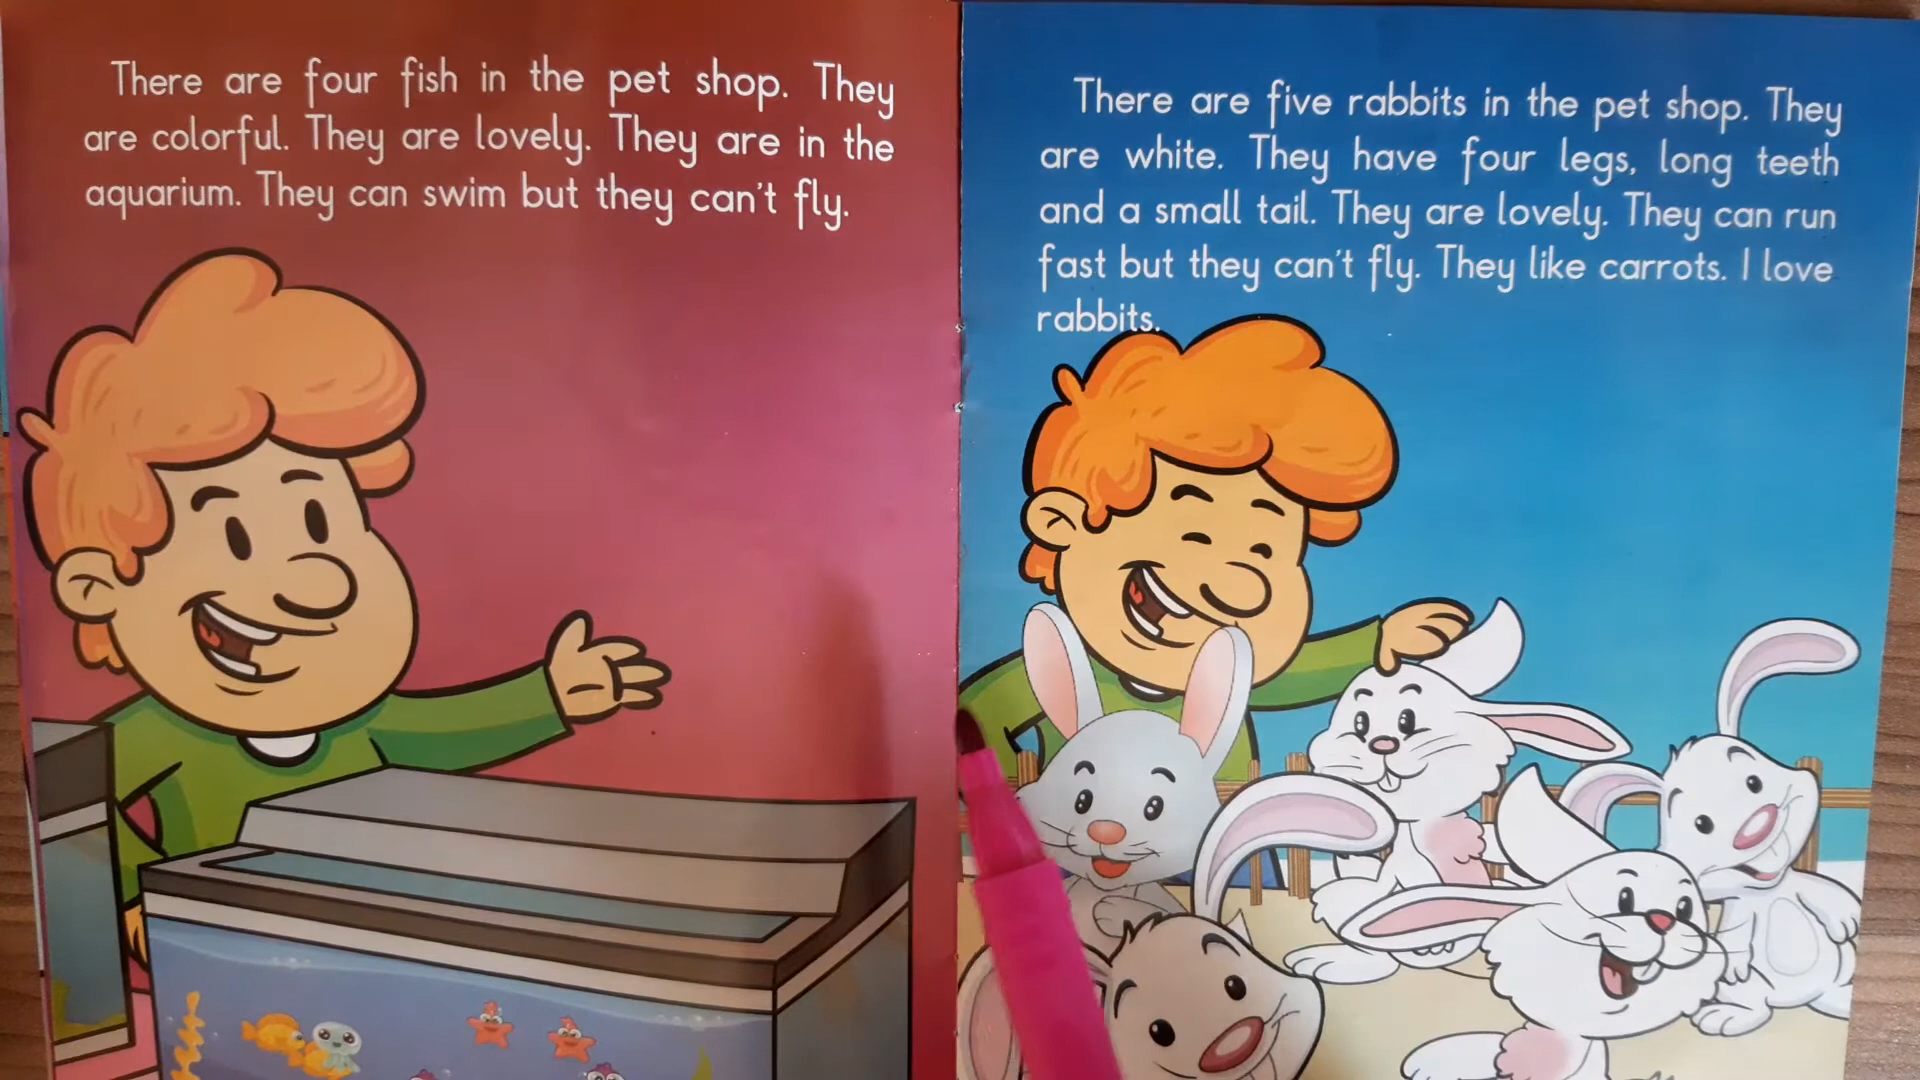 There are four fish in the pet shop. They
are colorful. They are lovely. They are in the
aquarium. They can swim but they can't fly.
There are five rabbits in the pet shop. They
are white. They have four legs, long teeth
and a small tail. They are lovely. They can run
fast but they can't fly. They like carrots. I love
rabbits.